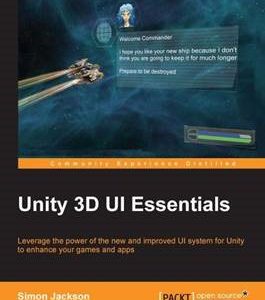 Welcome Commander
I hope you like your new ship because I don't
think you are going to keep it for much longer
Prepare to be destroyed
Community Experience Distilled
Unity 3D UI Essentials
Leverage the power of the new and improved UI system for Unity
to enhance your games and apps
Simon Jackson
PACKT open source
PUBLISHING